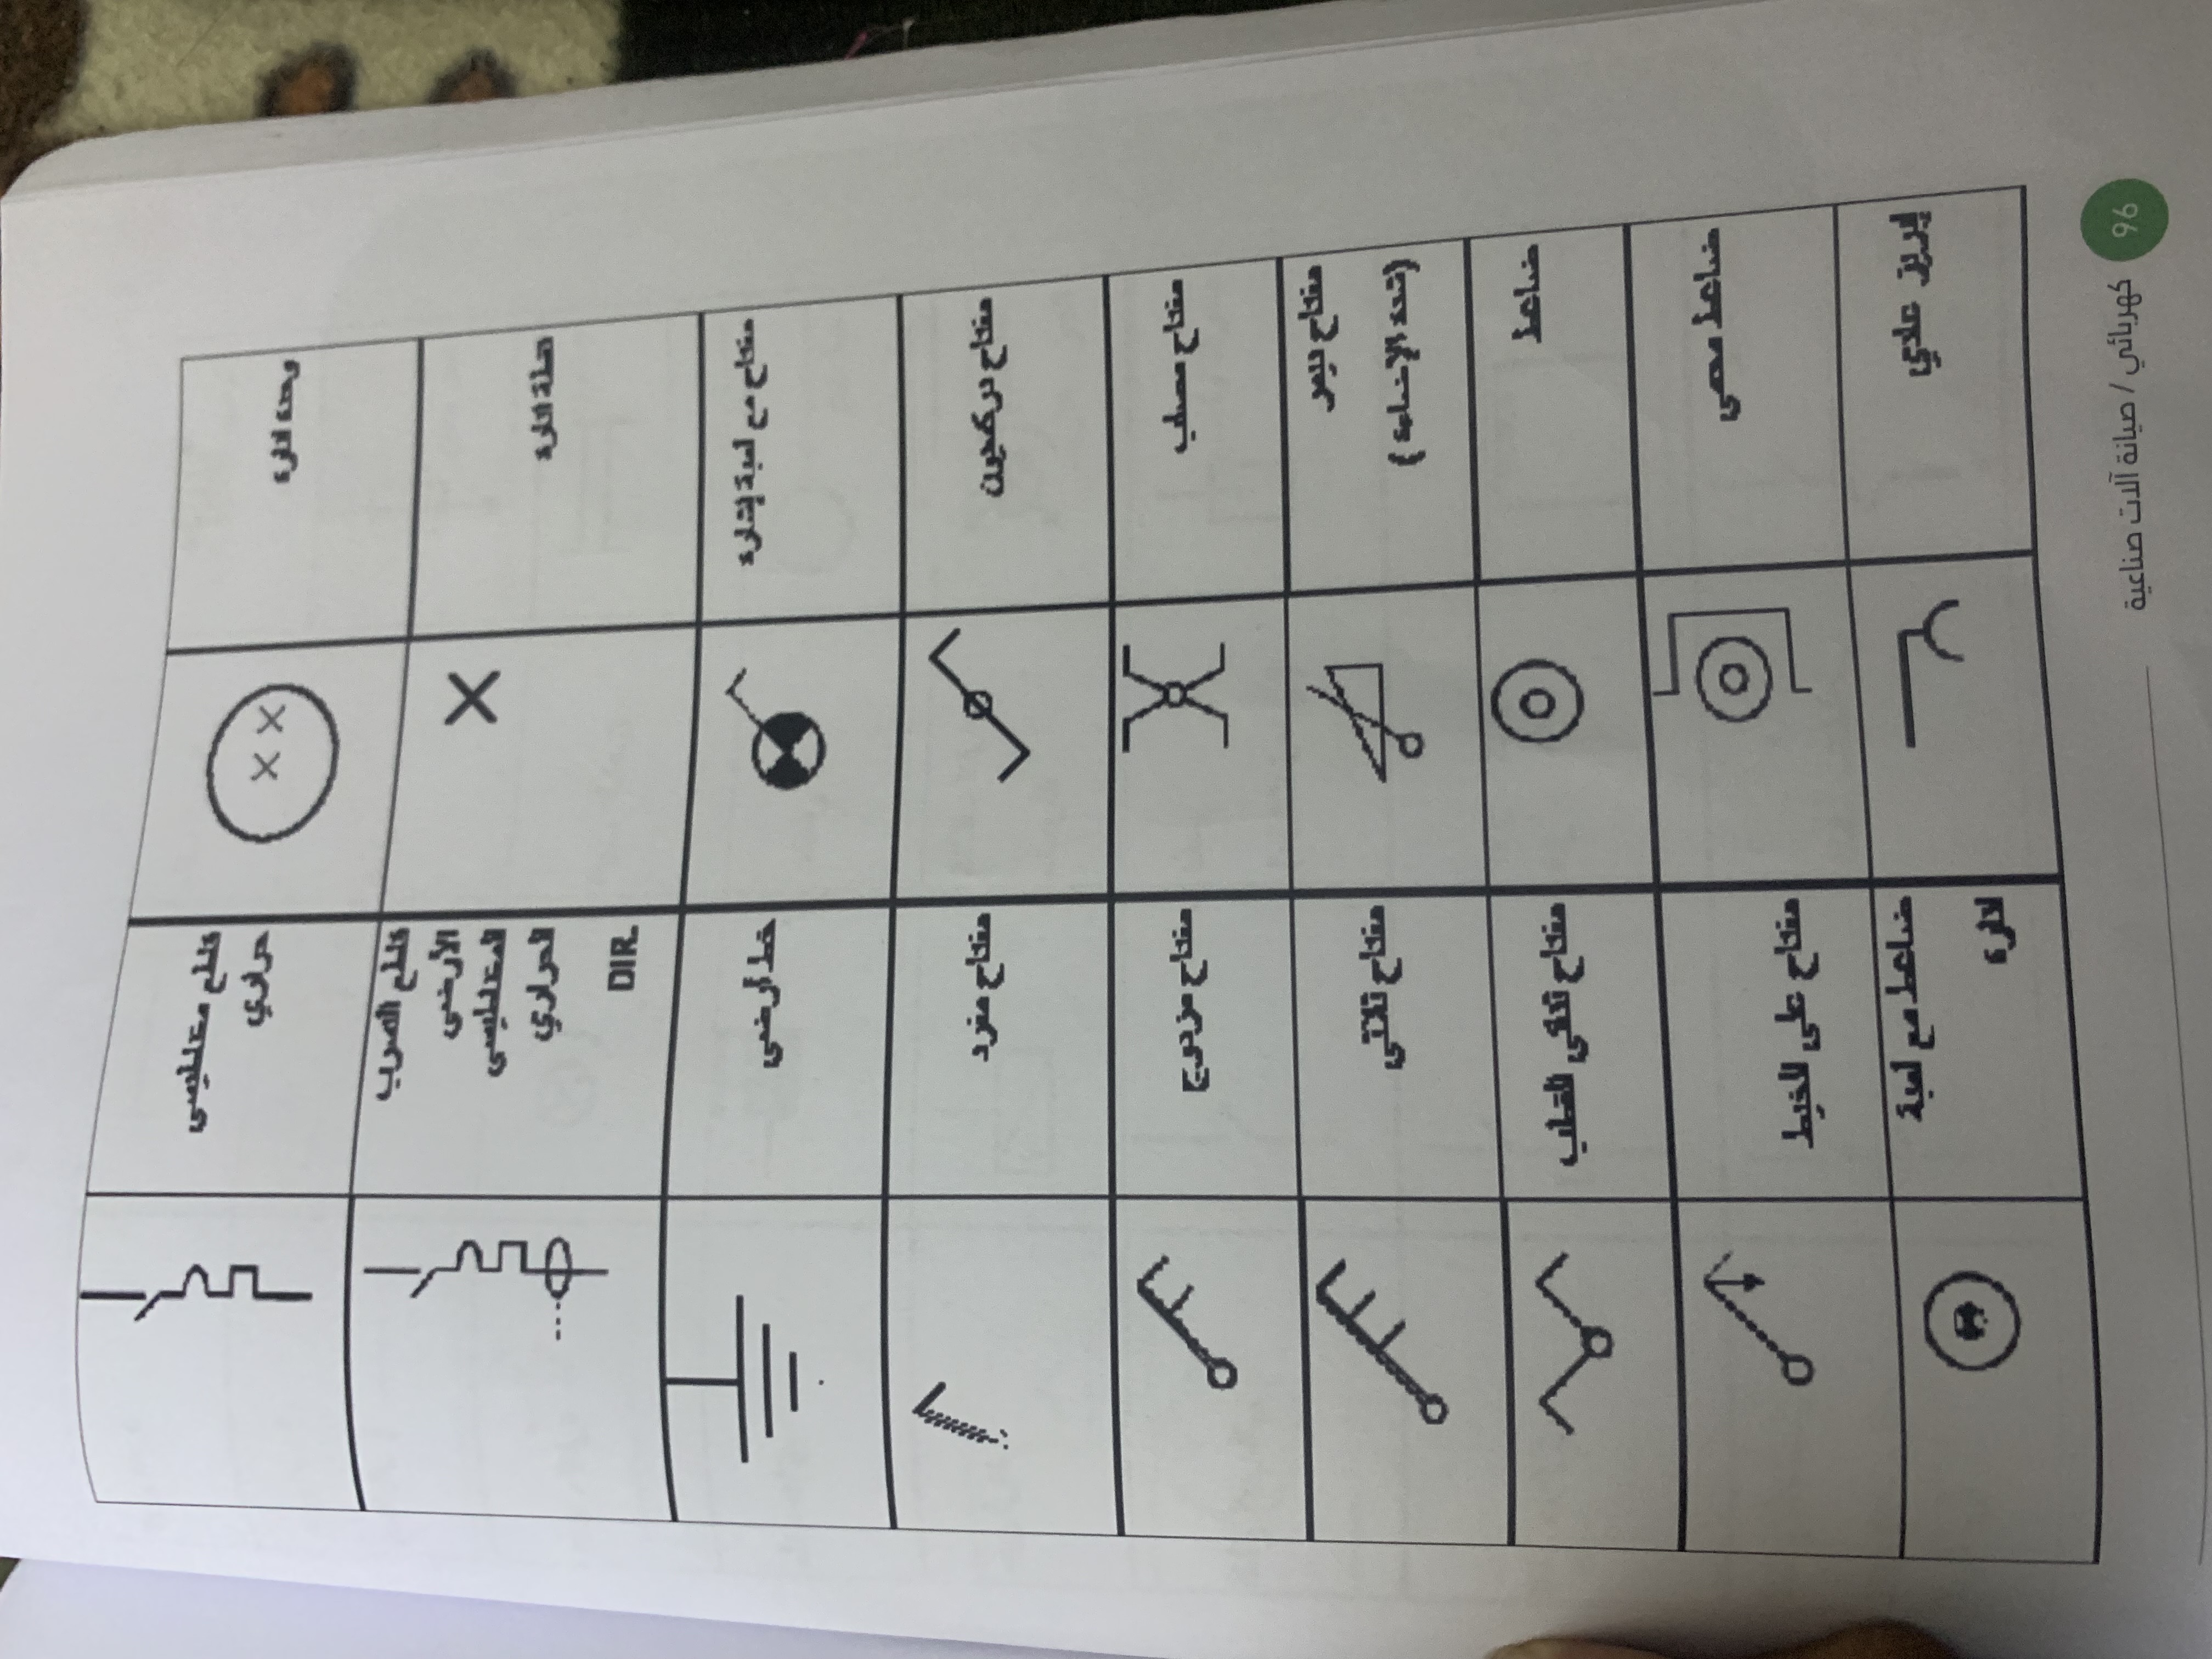 وحدة انارة
قاطع مغناطيسي
حراري
نقطة انارة
قاطع التسرب
الأرضي
المغناطيسي
الحراري
DIR.
مفتاح مع لمبة إشارة
خط أرضي
مفتاح دركسيون
مفتاح مفرد
مفتاح مصلب
مفتاح مزدوج
مفتاح ديمر
(شدة الإضاءة )
مفتاح ثلاثي
ضاغط
مفتاح ثنائي القطب
ضاغط محمي
مفتاح على الخيط
إبريز عادي
ضاغط مع لمبة
انارة
96
كهربائي / صيانة آلات صناعية